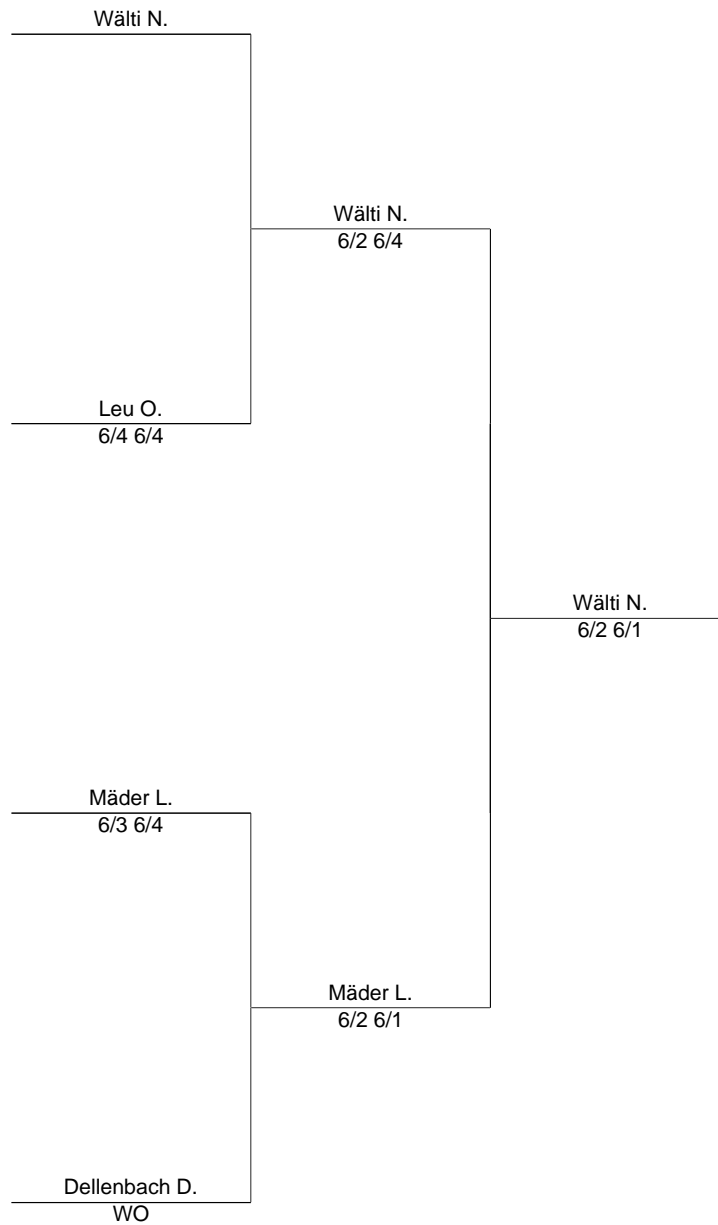 Wälti N.
Wälti N.
6/2 6/4
Leu O.
6/4 6/4
Wälti N.
6/2 6/1
Mäder L.
6/3 6/4
Mäder L.
6/2 6/1
Dellenbach D.
WO